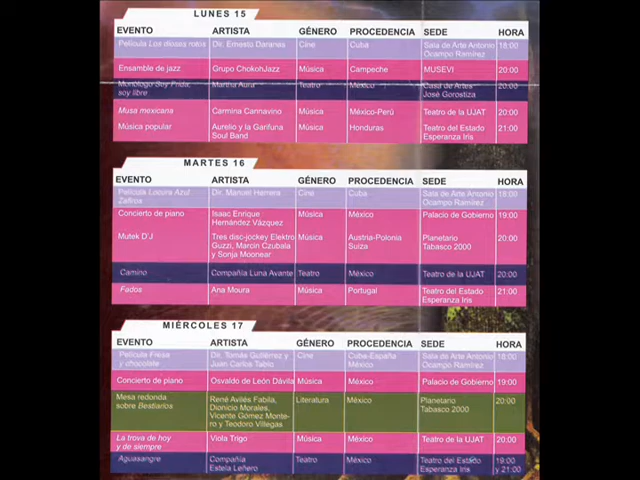 LUNES 15
EVENTO ARTISTA GÉNERO PROCEDENCIA SEDE HORA
Película Los diosas rotos Dir. Ernesto Daranas Cine Cuba Sala de Arte Antonio Ocampo Ramírez 18:00
Ensamble de jazz Grupo ChokohJazz Música Campeche MUSEVI 20:00
Monólogo Soy Frida, soy libre Martha Aura Teatro México Casa de Artes José Gorostiza 20:00
Musa mexicana Carmina Cannavino Música México-Perú Teatro de la UJAT 20:00
Música popular Aurelio y la Garífuna Soul Band Música Honduras Teatro del Estado Esperanza Iris 21:00
MARTES 16
EVENTO ARTISTA GÉNERO PROCEDENCIA SEDE HORA
Película Locura Azul Zafiros Dir. Manuel Herrera Cine Cuba Sala de Arte Antonio Ocampo Ramírez 18:00
Concierto de piano Isaac Enrique Hernández Vázquez Música México Palacio de Gobierno 19:00
Mutek D'J Tres disc-jockey Elektro Guzzi, Marcin Czubala y Sonja Moonear Música Austria-Polonia Suiza Planetario Tabasco 2000 20:00
Camino Compañía Luna Avante Teatro México Teatro de la UJAT 20:00
Fados Ana Moura Música Portugal Teatro del Estado Esperanza Iris 21:00
MIÉRCOLES 17
EVENTO ARTISTA GÉNERO PROCEDENCIA SEDE HORA
Película Fresa y chocolate Dir. Tomás Gutiérrez y Juan Carlos Tabío Cine Cuba-España México Sala de Arte Antonio Ocampo Ramírez 18:00
Concierto de piano Osvaldo de León Dávila Música México Palacio de Gobierno 19:00
Mesa redonda sobre Bestiarios René Avilés Fabila, Dionicio Morales, Vicente Gómez Montero y Teodoro Villegas Literatura México Planetario Tabasco 2000 20:00
La trova de hoy y de siempre Viola Trigo Música México Teatro de la UJAT 20:00
Aguasangre Compañía Estela Leñero Teatro México Teatro del Estado Esperanza Iris 19:00 y 21:00